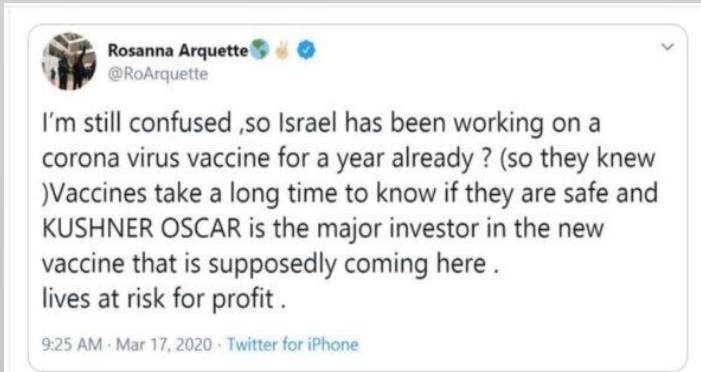 Rosanna Arquette🌎✌🏼
@RoArquette
I'm still confused ,so Israel has been working on a
corona virus vaccine for a year already ? (so they knew
)Vaccines take a long time to know if they are safe and
KUSHNER OSCAR is the major investor in the new
vaccine that is supposedly coming here .
lives at risk for profit .
9:25 AM · Mar 17, 2020 · Twitter for iPhone